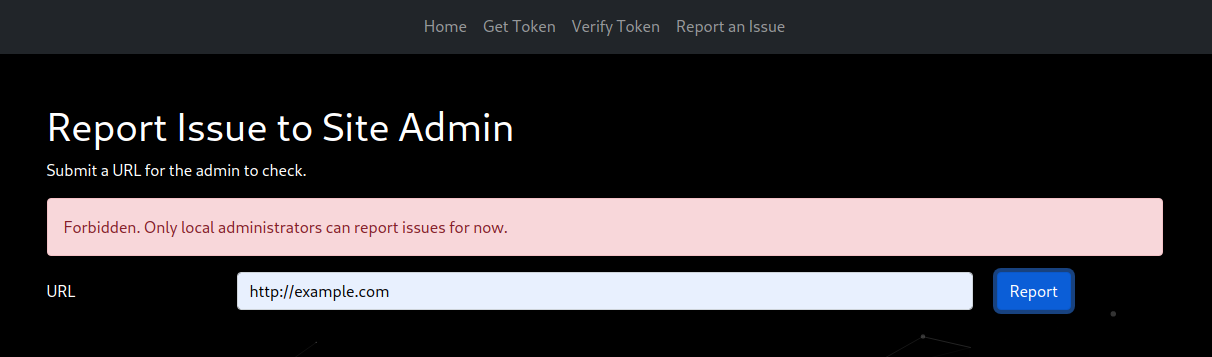 Home Get Token Verify Token Report an Issue
Report Issue to Site Admin
Submit a URL for the admin to check.
Forbidden. Only local administrators can report issues for now.
URL http://example.com Report